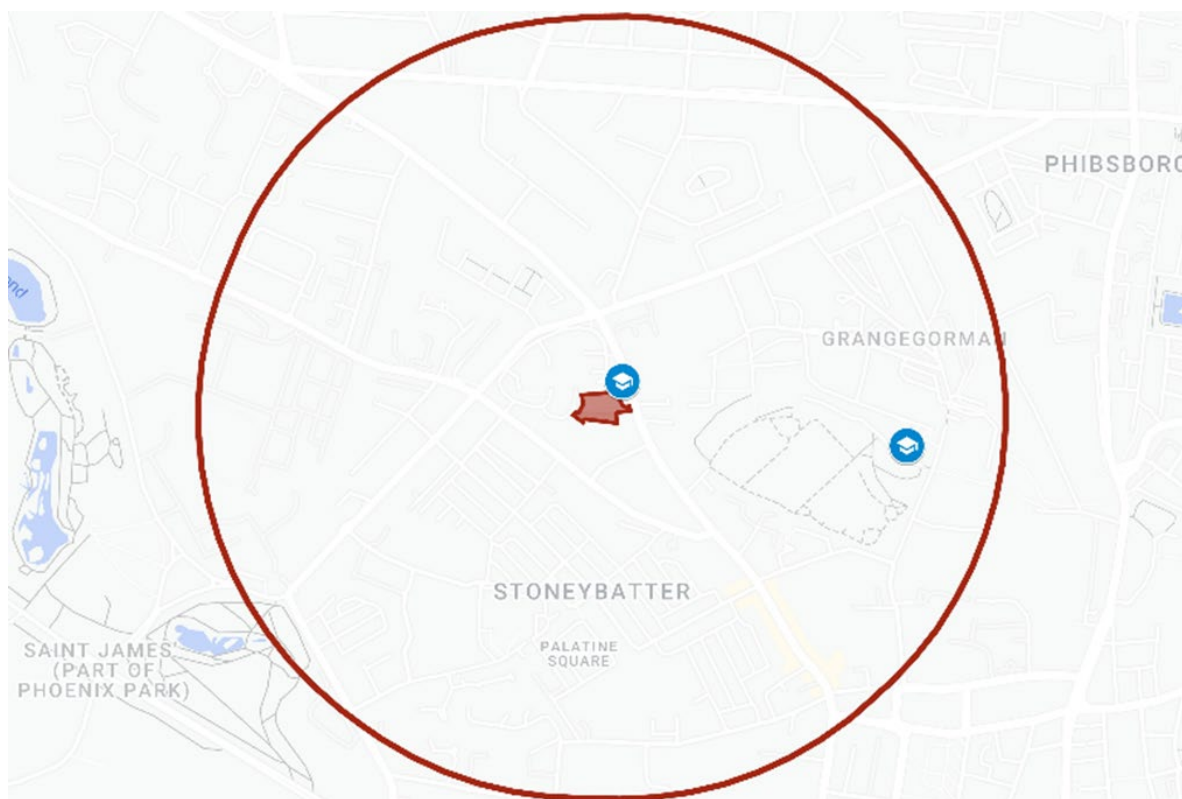 PHIBSBORO
GRANGEGORMAN
STONEYBATTER
PALATINE
SQUARE
SAINT JAMES'
(PART OF
PHOENIX PARK)